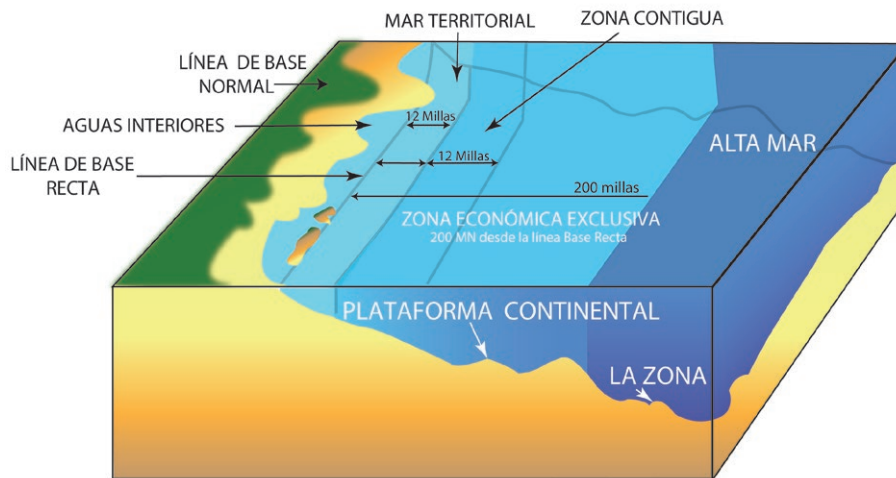 MAR TERRITORIAL
ZONA CONTIGUA
LÍNEA DE BASE
NORMAL
AGUAS INTERIORES
12 Millas
LÍNEA DE BASE
RECTA
12 Millas
ALTA MAR
200 millas
ZONA ECONÓMICA EXCLUSIVA
200 MN desde la línea Base Recta
PLATAFORMA CONTINENTAL
LA ZONA